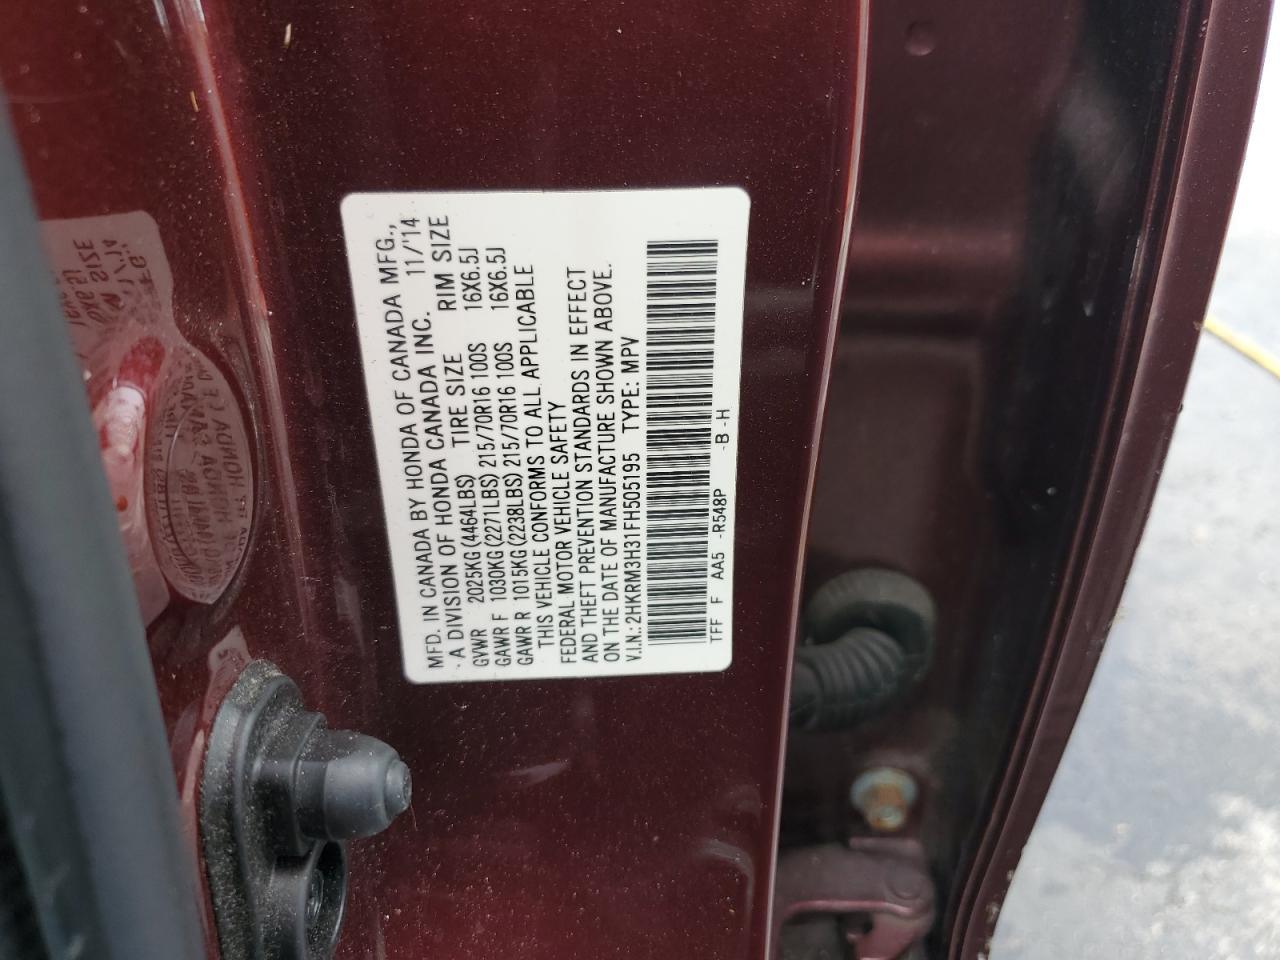 MFD. IN CANADA BY HONDA OF CANADA MFG.,
A DIVISION OF HONDA CANADA INC. 11/'14
GVWR 2025KG (4464LBS) TIRE SIZE RIM SIZE
GAWR F 1030KG (2271LBS) 215/70R16 100S 16X6.5J
GAWR R 1015KG (2238LBS) 215/70R16 100S 16X6.5J
THIS VEHICLE CONFORMS TO ALL APPLICABLE
FEDERAL MOTOR VEHICLE SAFETY
AND THEFT PREVENTION STANDARDS IN EFFECT
ON THE DATE OF MANUFACTURE SHOWN ABOVE.
V.I.N.: 2HKRM3H31FH505195 TYPE: MPV
TFF F AA5 -R548P -B -H